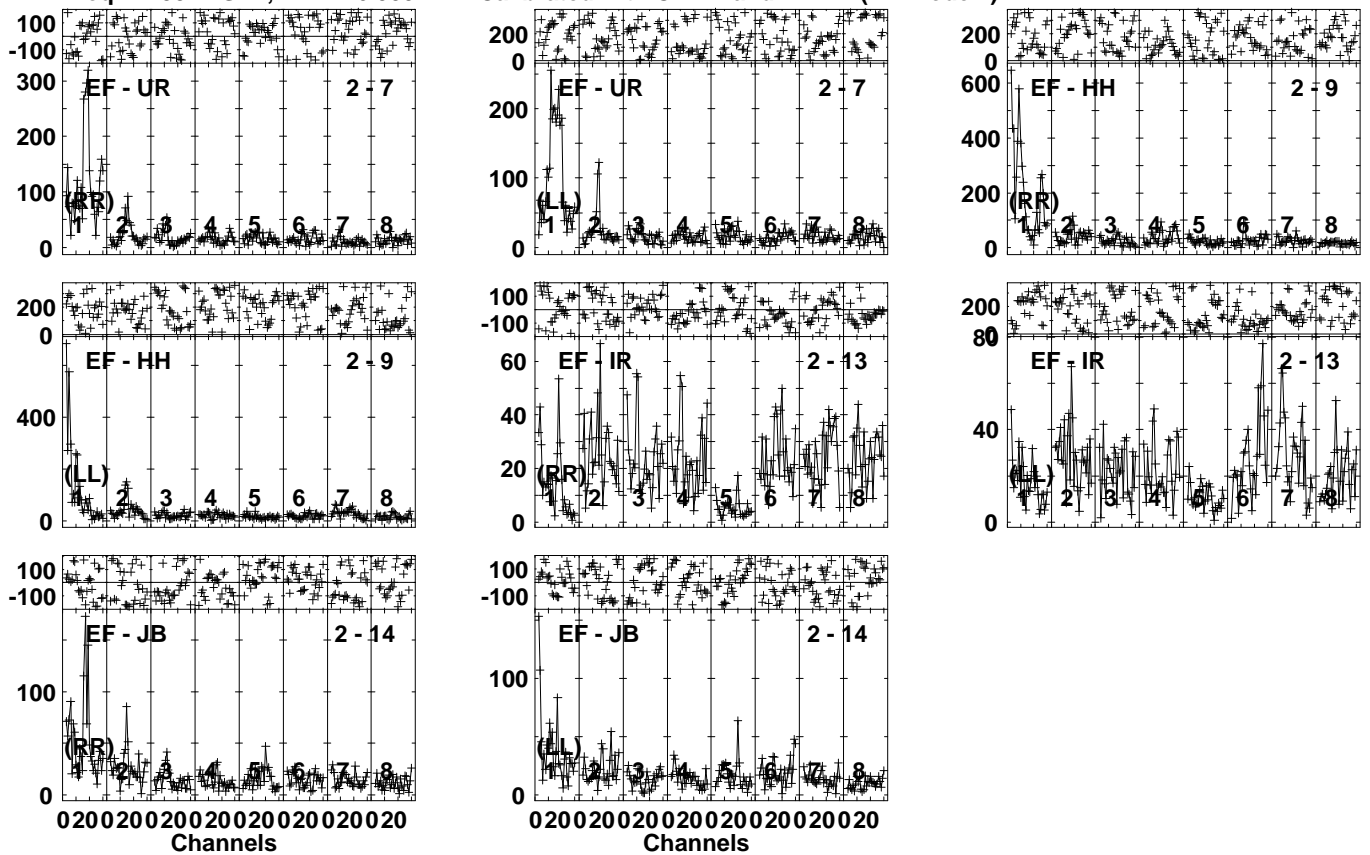 100 200 200
-100 0 0
300 EF - UR 2 - 7 EF - UR 2 - 7 600 EF - HH 2 - 9
200 200 400
100 (RR) 100 (LL) 200 (RR)
1 2 3 4 5 6 7 8 1 2 3 4 5 6 7 8 1 2 3 4 5 6 7 8
0 0 0
200 100 200
0 -100 0
80
EF - HH 2 - 9 60 EF - IR 2 - 13 EF - IR 2 - 13
400 40 40
(LL) 20 (RR) (LL)
1 2 3 4 5 6 7 8 1 2 3 4 5 6 7 8 1 2 3 4 5 6 7 8
0 0 0
100 100
-100 -100
EF - JB 2 - 14 EF - JB 2 - 14
100 100
(RR) (LL)
1 2 3 4 5 6 7 8 1 2 3 4 5 6 7 8
0 0
0 20 0 20 0 20 0 20 0 20 0 20 0 20 0 20 0 20 0 20 0 20 0 20 0 20 0 20 0 20 0 20
Channels Channels